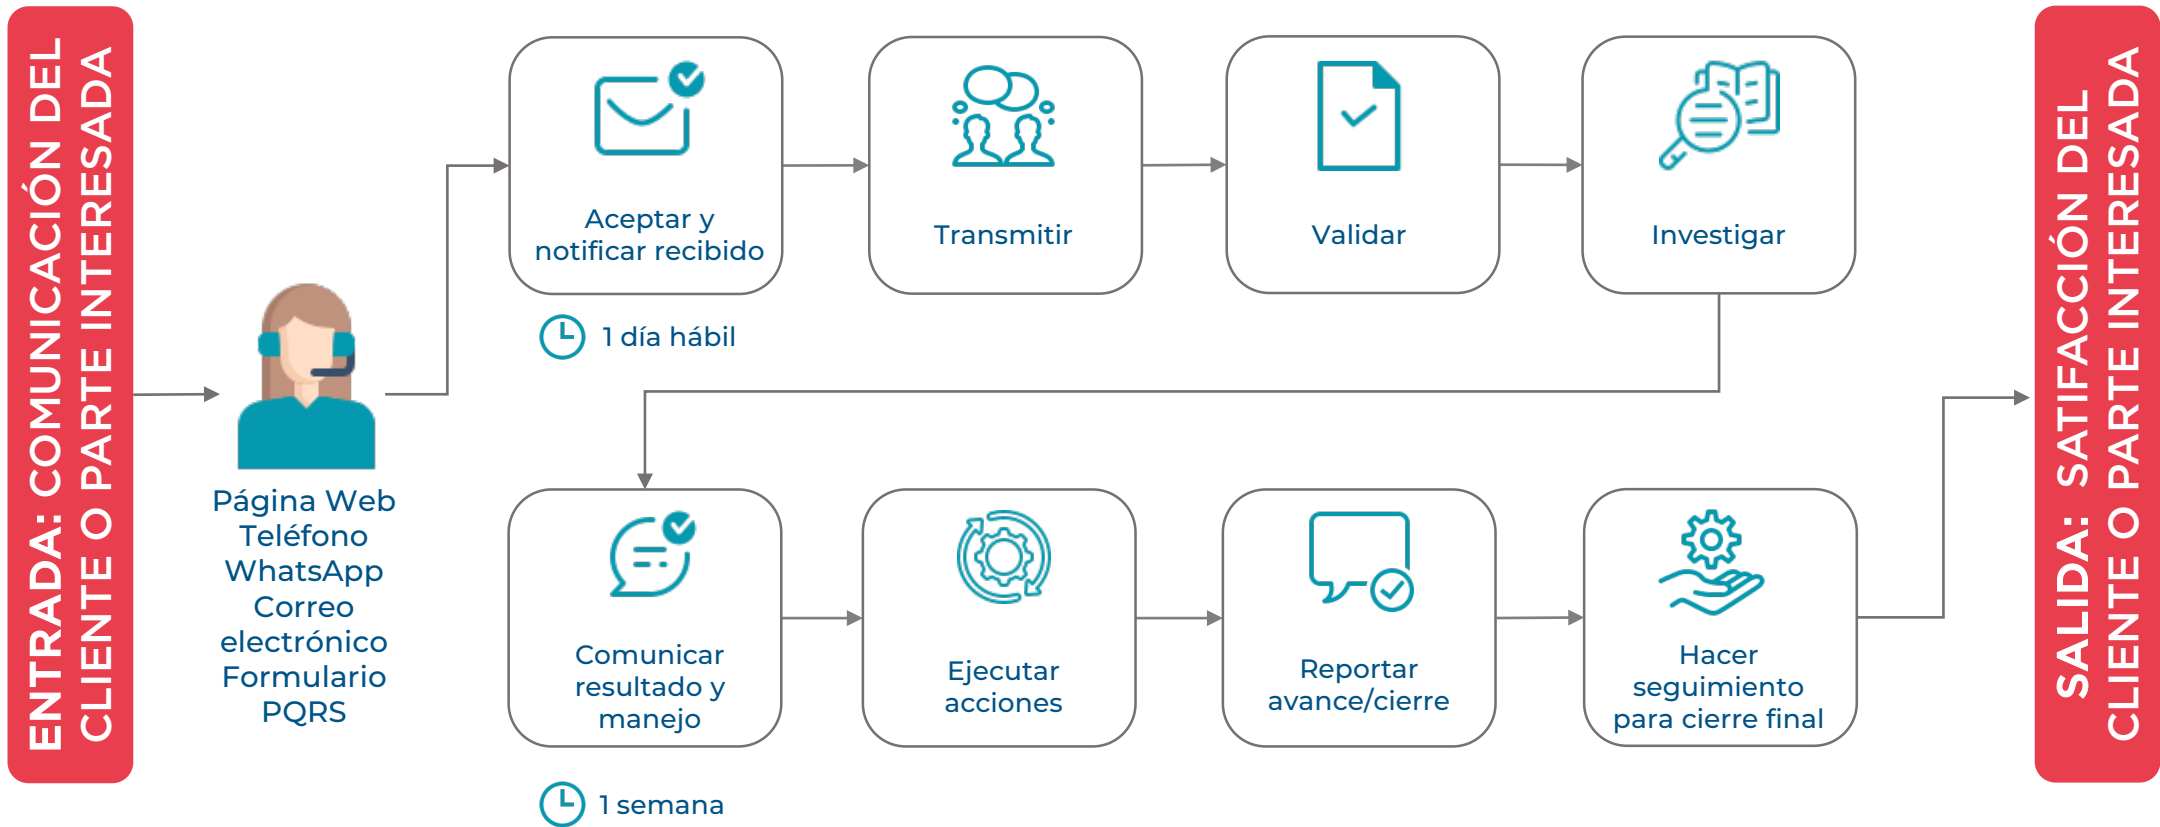 ENTRADA: COMUNICACIÓN DEL
CLIENTE O PARTE INTERESADA
Página Web
Teléfono
WhatsApp
Correo
electrónico
Formulario
PQRS
Aceptar y
notificar recibido
1 día hábil
Transmitir
Validar
Investigar
Comunicar
resultado y
manejo
1 semana
Ejecutar
acciones
Reportar
avance/cierre
Hacer
seguimiento
para cierre final
SALIDA: SATIFACCIÓN DEL
CLIENTE O PARTE INTERESADA